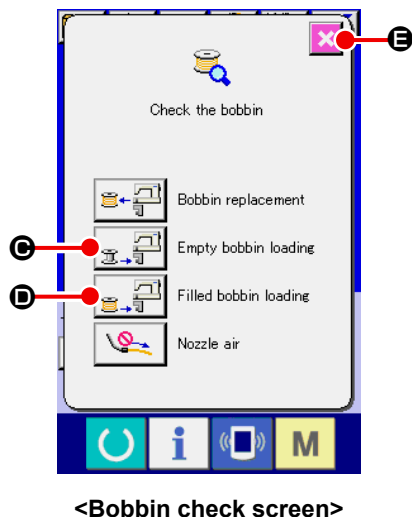 E
Check the bobbin
Bobbin replacement
C
Empty bobbin loading
D
Filled bobbin loading
Nozzle air
i
M
<Bobbin check screen>